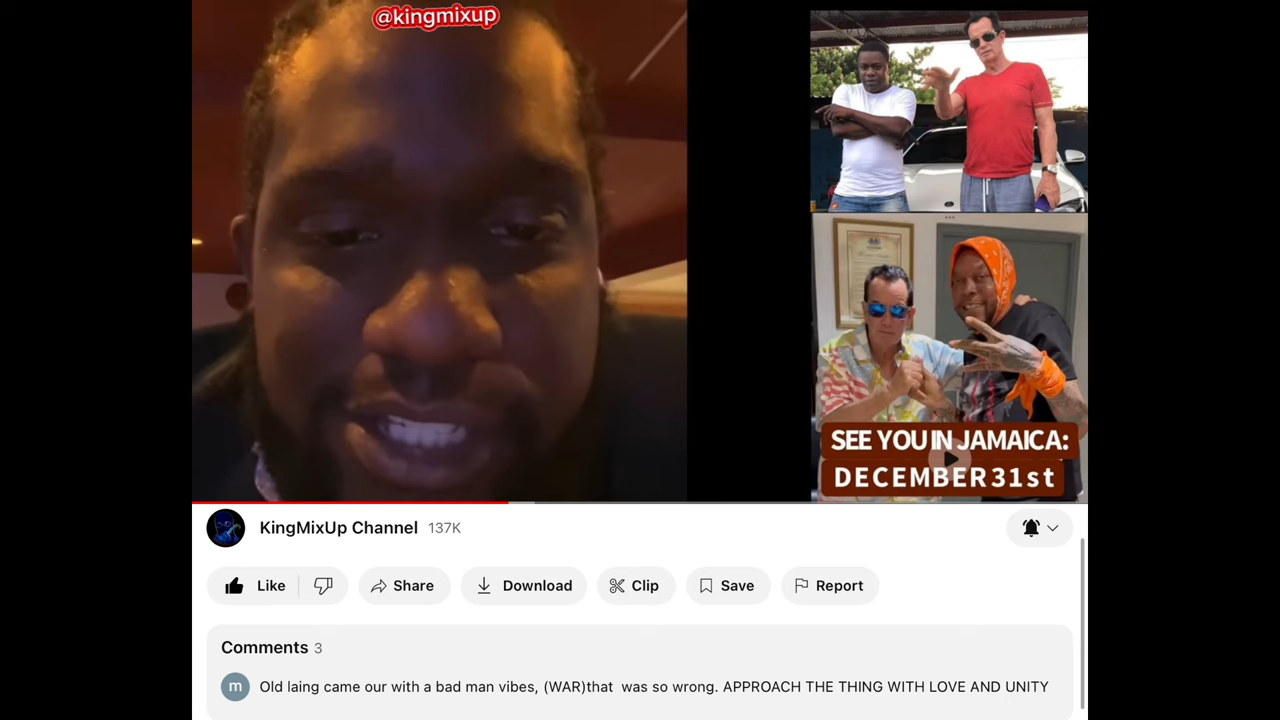 @kingmixup
SEE YOU IN JAMAICA:
DECEMBER 31st
KingMixUp Channel 137K
Like Share Download Clip Save Report
Comments 3
m Old laing came our with a bad man vibes, (WAR)that was so wrong. APPROACH THE THING WITH LOVE AND UNITY